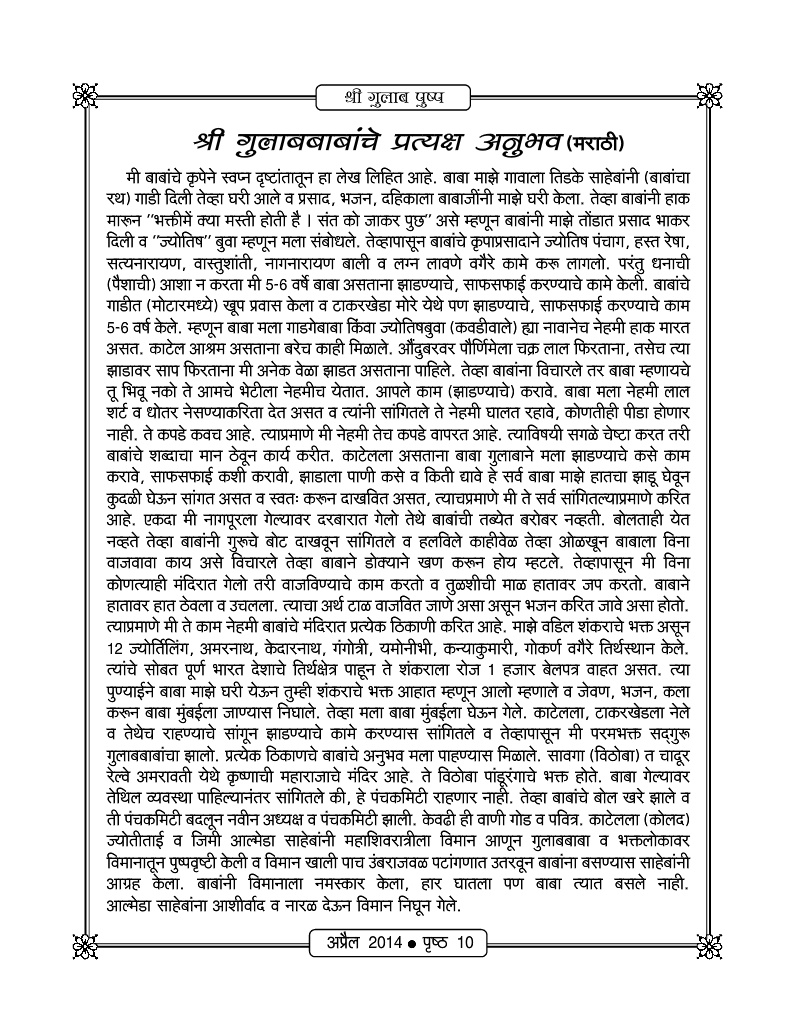 श्री गुलाब पुष्प
श्री गुलाबबाबांचे प्रत्यक्ष अनुभव (मराठी)
मी बाबांचे कृपेने स्वप्न दृष्टांतातून हा लेख लिहित आहे. बाबा माझे गावाला तिडके साहेबांनी (बाबांचा
रथ) गाडी दिली तेव्हा घरी आले व प्रसाद, भजन, दहिकाला बाबाजींनी माझे घरी केला. तेव्हा बाबांनी हाक
मारून "भक्तीमें क्या मस्ती होती है । संत को जाकर पुछ" असे म्हणून बाबांनी माझे तोंडात प्रसाद भाकर
दिली व "ज्योतिष" बुवा म्हणून मला संबोधले. तेव्हापासून बाबांचे कृपाप्रसादाने ज्योतिष पंचाग, हस्त रेषा,
सत्यनारायण, वास्तुशांती, नागनारायण बाली व लग्न लावणे वगैरे कामे करू लागलो. परंतु धनाची
(पैशाची) आशा न करता मी 5-6 वर्षे बाबा असताना झाडण्याचे, साफसफाई करण्याचे कामे केली. बाबांचे
गाडीत (मोटारमध्ये) खूप प्रवास केला व टाकरखेडा मोरे येथे पण झाडण्याचे, साफसफाई करण्याचे काम
5-6 वर्ष केले. म्हणून बाबा मला गाडगेबाबा किंवा ज्योतिषबुवा (कवडीवाले) ह्या नावानेच नेहमी हाक मारत
असत. काटेल आश्रम असताना बरेच काही मिळाले. औंदुबरवर पौर्णिमेला चक्र लाल फिरताना, तसेच त्या
झाडावर साप फिरताना मी अनेक वेळा झाडत असताना पाहिले. तेव्हा बाबांना विचारले तर बाबा म्हणायचे
तू भिवू नको ते आमचे भेटीला नेहमीच येतात. आपले काम (झाडण्याचे) करावे. बाबा मला नेहमी लाल
शर्ट व धोतर नेसण्याकरिता देत असत व त्यांनी सांगितले ते नेहमी घालत रहावे, कोणतीही पीडा होणार
नाही. ते कपडे कवच आहे. त्याप्रमाणे मी नेहमी तेच कपडे वापरत आहे. त्याविषयी सगळे चेष्टा करत तरी
बाबांचे शब्दाचा मान ठेवून कार्य करीत. काटेलला असताना बाबा गुलाबाने मला झाडण्याचे कसे काम
करावे, साफसफाई कशी करावी, झाडाला पाणी कसे व किती द्यावे हे सर्व बाबा माझे हातचा झाडू घेवून
कुदळी घेऊन सांगत असत व स्वतः करून दाखवित असत, त्याचप्रमाणे मी ते सर्व सांगितल्याप्रमाणे करित
आहे. एकदा मी नागपूरला गेल्यावर दरबारात गेलो तेथे बाबांची तब्येत बरोबर नव्हती. बोलताही येत
नव्हते तेव्हा बाबांनी गुरूचे बोट दाखवून सांगितले व हलविले काहीवेळ तेव्हा ओळखून बाबाला विना
वाजवावा काय असे विचारले तेव्हा बाबाने डोक्याने खण करून होय म्हटले. तेव्हापासून मी विना
कोणत्याही मंदिरात गेलो तरी वाजविण्याचे काम करतो व तुळशीची माळ हातावर जप करतो. बाबाने
हातावर हात ठेवला व उचलला. त्याचा अर्थ टाळ वाजवित जाणे असा असून भजन करित जावे असा होतो.
त्याप्रमाणे मी ते काम नेहमी बाबांचे मंदिरात प्रत्येक ठिकाणी करित आहे. माझे वडिल शंकराचे भक्त असून
12 ज्योर्तिलिंग, अमरनाथ, केदारनाथ, गंगोत्री, यमोनीभी, कन्याकुमारी, गोकर्ण वगैरे तिर्थस्थान केले.
त्यांचे सोबत पूर्ण भारत देशाचे तिर्थक्षेत्र पाहून ते शंकराला रोज 1 हजार बेलपत्र वाहत असत. त्या
पुण्याईने बाबा माझे घरी येऊन तुम्ही शंकराचे भक्त आहात म्हणून आलो म्हणाले व जेवण, भजन, कला
करून बाबा मुंबईला जाण्यास निघाले. तेव्हा मला बाबा मुंबईला घेऊन गेले. काटेलला, टाकरखेडला नेले
व तेथेच राहण्याचे सांगून झाडण्याचे कामे करण्यास सांगितले व तेव्हापासून मी परमभक्त सद्‌गुरू
गुलाबबाबांचा झालो. प्रत्येक ठिकाणचे बाबांचे अनुभव मला पाहण्यास मिळाले. सावगा (विठोबा) त चादूर
रेल्वे अमरावती येथे कृष्णाची महाराजाचे मंदिर आहे. ते विठोबा पांडूरंगाचे भक्त होते. बाबा गेल्यावर
तेथिल व्यवस्था पाहिल्यानंतर सांगितले की, हे पंचकमिटी राहणार नाही. तेव्हा बाबांचे बोल खरे झाले व
ती पंचकमिटी बदलून नवीन अध्यक्ष व पंचकमिटी झाली. केवढी ही वाणी गोड व पवित्र. काटेलला (कोलद)
ज्योतीताई व जिमी आल्मेडा साहेबांनी महाशिवरात्रीला विमान आणून गुलाबबाबा व भक्तलोकावर
विमानातून पुष्पवृष्टी केली व विमान खाली पाच उंबराजवळ पटांगणात उतरवून बाबांना बसण्यास साहेबांनी
आग्रह केला. बाबांनी विमानाला नमस्कार केला, हार घातला पण बाबा त्यात बसले नाही.
आल्मेडा साहेबांना आशीर्वाद व नारळ देऊन विमान निघून गेले.
अप्रैल 2014 ● पृष्ठ 10